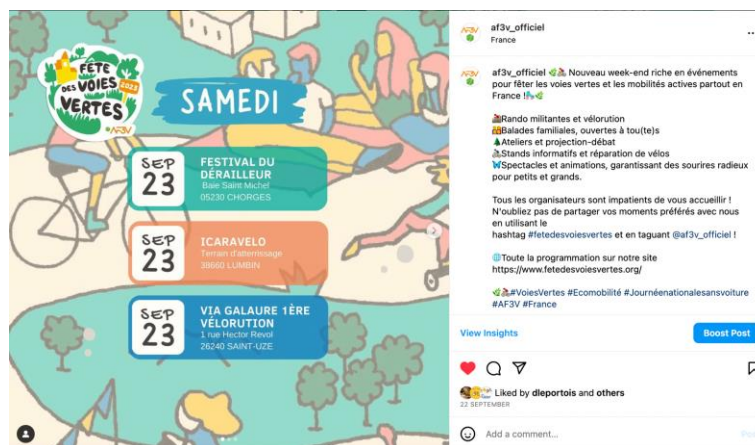 FÊTE
DES VOIES
VERTES
2023
AF3V
SAMEDI
SEP
23
FESTIVAL DU
DÉRAILLEUR
Baie Saint Michel
05230 CHORGES
SEP
23
ICARAVELO
Terrain d'atterrissage
38660 LUMBIN
SEP
23
VIA GALAURE 1ÈRE
VÉLORUTION
1 rue Hector Revol
26240 SAINT-UZE
af3v_officiel
France
af3v_officiel Nouveau week-end riche en événements
pour fêter les voies vertes et les mobilités actives partout en
France !
Rando militantes et vélorution
Balades familiales, ouvertes à tou(te)s
Ateliers et projection-débat
Stands informatifs et réparation de vélos
Spectacles et animations, garantissant des sourires radieux
pour petits et grands.
Tous les organisateurs sont impatients de vous accueillir !
N'oubliez pas de partager vos moments préférés avec nous
en utilisant le
hashtag #fetedesvoiesvertes et en taguant @af3v_officiel !
Toute la programmation sur notre site
https://www.fetedesvoiesvertes.org/
#VoiesVertes #Ecomobilité #Journéenationalesansvoiture
#AF3V #France
View Insights
Boost Post
Liked by dleportois and others
22 SEPTEMBER
Add a comment...